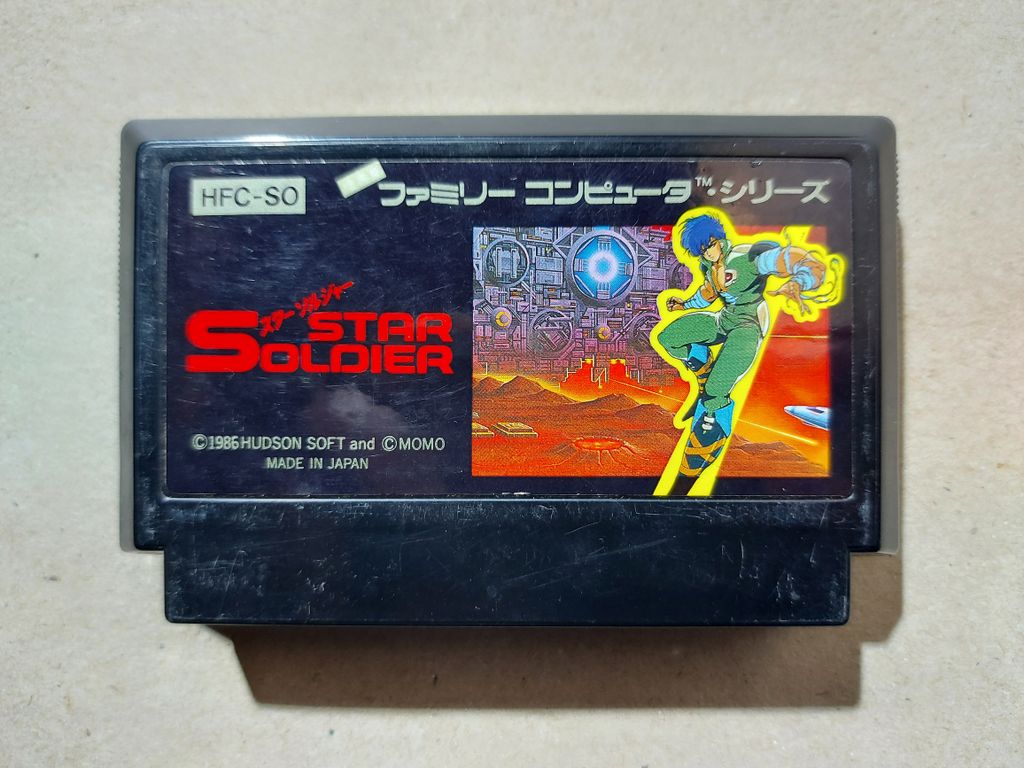 HFC-SO
ファミリー コンピュータ™・シリーズ
スター ソルジャー
STAR
SOLDIER
©1986 HUDSON SOFT and ©MOMO
MADE IN JAPAN